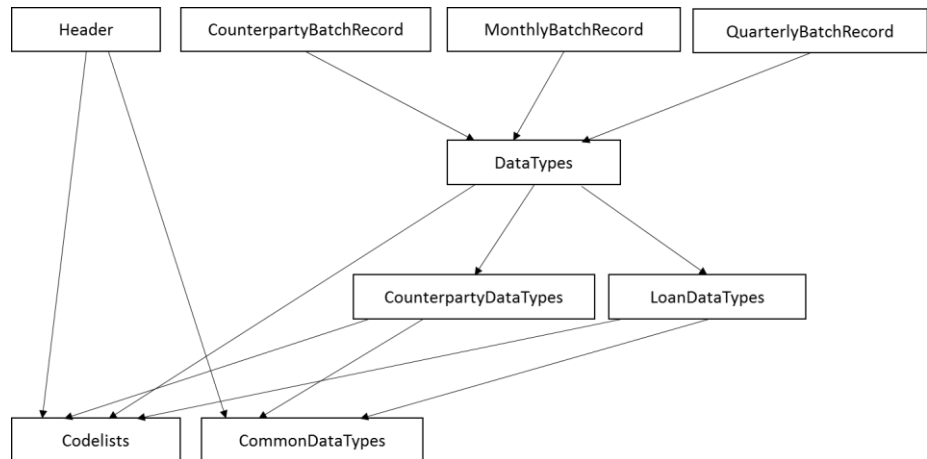 Header
CounterpartyBatchRecord
MonthlyBatchRecord
QuarterlyBatchRecord
DataTypes
CounterpartyDataTypes
LoanDataTypes
Codelists
CommonDataTypes